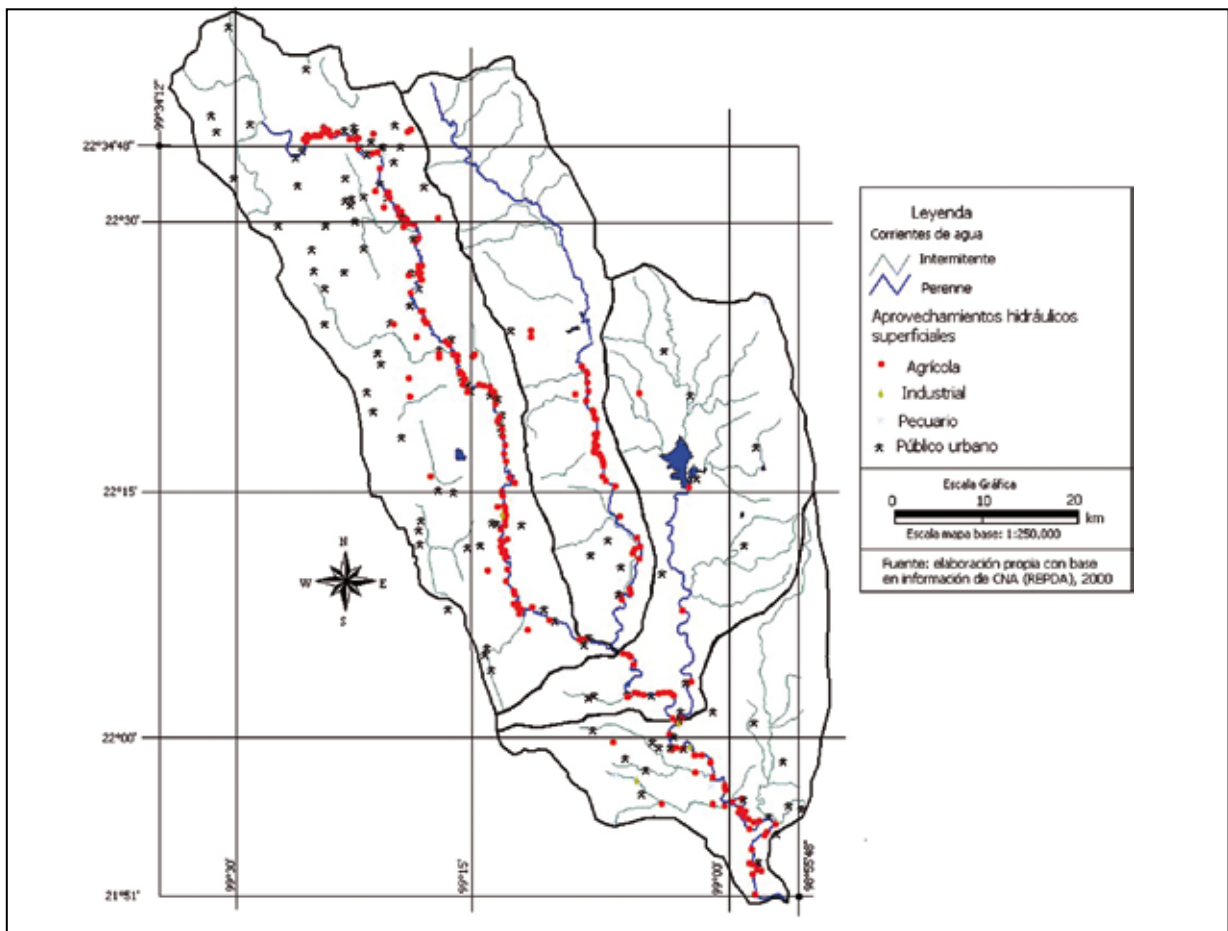 99°34'12"
22°34'48"
22°30'
22°15'
22°00'
21°51'
99°30'
99°15'
99°00'
98°55'48"
N
W
E
S
Leyenda
Corrientes de agua
Intermitente
Perenne
Aprovechamientos hidráulicos
superficiales
Agrícola
Industrial
Pecuario
Público urbano
Escala Gráfica
0 10 20
km
Escala mapa base: 1:250,000
Fuente: elaboración propia con base
en información de CNA (REPDA), 2000